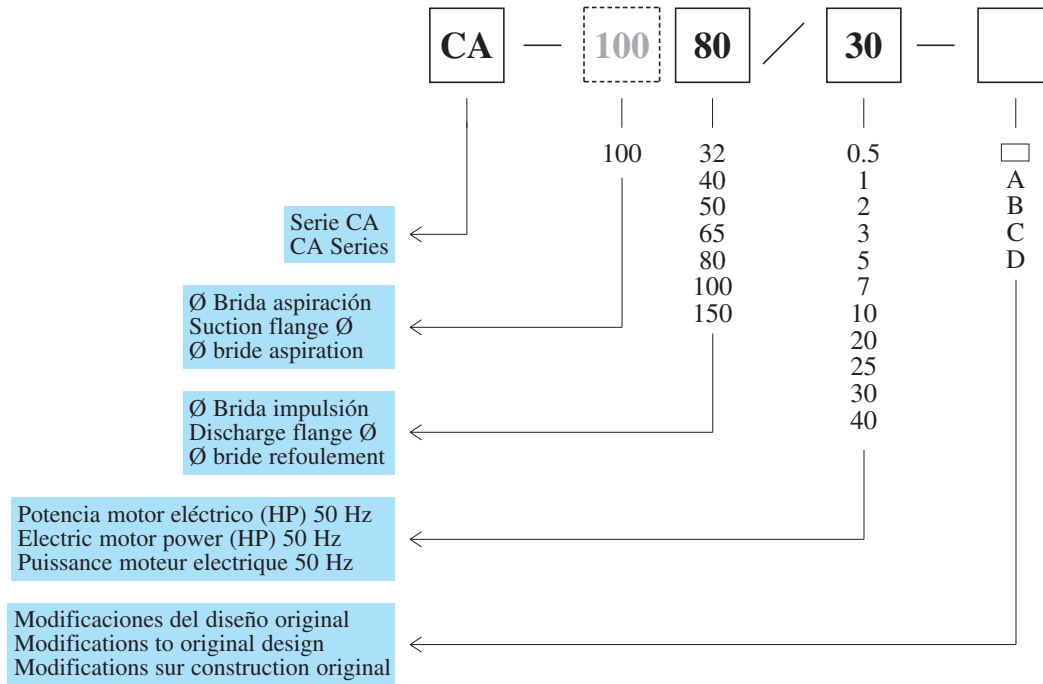 CA — 100 80 / 30 —
100
32
40
50
65
80
100
150
0.5
1
2
3
5
7
10
20
25
30
40
A
B
C
D
Serie CA
CA Series
Ø Brida aspiración
Suction flange Ø
Ø bride aspiration
Ø Brida impulsión
Discharge flange Ø
Ø bride refoulement
Potencia motor eléctrico (HP) 50 Hz
Electric motor power (HP) 50 Hz
Puissance moteur electrique 50 Hz
Modificaciones del diseño original
Modifications to original design
Modifications sur construction original